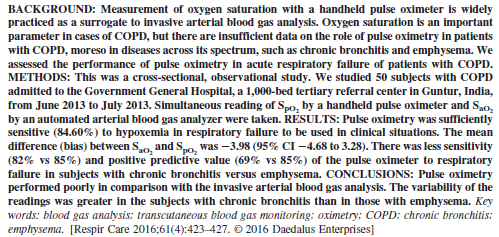 BACKGROUND: Measurement of oxygen saturation with a handheld pulse oximeter is widely
practiced as a surrogate to invasive arterial blood gas analysis. Oxygen saturation is an important
parameter in cases of COPD, but there are insufficient data on the role of pulse oximetry in patients
with COPD, moreso in diseases across its spectrum, such as chronic bronchitis and emphysema. We
assessed the performance of pulse oximetry in acute respiratory failure of patients with COPD.
METHODS: This was a cross-sectional, observational study. We studied 50 subjects with COPD
admitted to the Government General Hospital, a 1,000-bed tertiary referral center in Guntur, India,
from June 2013 to July 2013. Simultaneous reading of SpO2 by a handheld pulse oximeter and SaO2
by an automated arterial blood gas analyzer were taken. RESULTS: Pulse oximetry was sufficiently
sensitive (84.60%) to hypoxemia in respiratory failure to be used in clinical situations. The mean
difference (bias) between SaO2 and SpO2 was −3.98 (95% CI −4.68 to 3.28). There was less sensitivity
(82% vs 85%) and positive predictive value (69% vs 85%) of the pulse oximeter to respiratory
failure in subjects with chronic bronchitis versus emphysema. CONCLUSIONS: Pulse oximetry
performed poorly in comparison with the invasive arterial blood gas analysis. The variability of the
readings was greater in the subjects with chronic bronchitis than in those with emphysema. Key
words: blood gas analysis; transcutaneous blood gas monitoring; oximetry; COPD; chronic bronchitis;
emphysema. [Respir Care 2016;61(4):423–427. © 2016 Daedalus Enterprises]